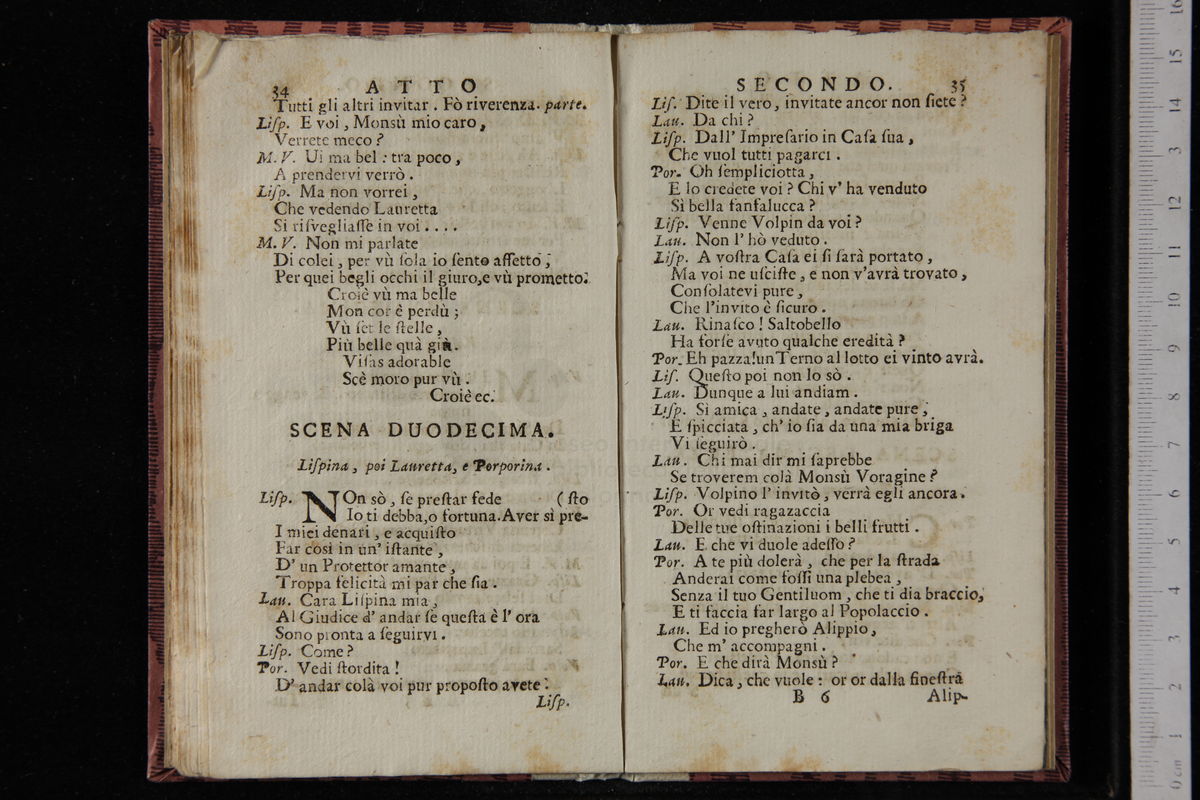 34 ATTO
Tutti gli altri invitar. Fò riverenza. parte.
Liſp. E voi, Monsù mio caro,
Verrete meco?
M. V. Ui ma bel: tra poco,
A prendervi verrò.
Liſp. Ma non vorrei,
Che vedendo Lauretta
Si riſvegliaſſe in voi....
M. V. Non mi parlate
Di colei, per vù ſola io ſento affetto;
Per quei begli occhi il giuro,e vù prometto.
Croiè vù ma belle
Mon cor è perdù;
Vù ſet le ſtelle,
Più belle quà già.
Viſas adorable
Scè moro pur vù.
Croiè ec.
SCENA DUODECIMA.
Liſpina, poi Lauretta, e Porporina.
Liſp. NOn sò, ſe preſtar fede (ſto
Io ti debba,o fortuna.Aver sì pre-
I miei denari, e acquiſto
Far così in un' iſtante,
D' un Protettor amante,
Troppa felicità mi par che ſia.
Lau. Cara Liſpina mia,
Al Giudice d' andar ſe queſta è l' ora
Sono pronta a ſeguirvi.
Liſp. Come?
Por. Vedi ſtordita!
D' andar colà voi pur propoſto avete.
Liſp.
SECONDO. 35
Liſ. Dite il vero, invitate ancor non ſiete?
Lau. Da chi?
Liſp. Dall' Impreſario in Caſa ſua,
Che vuol tutti pagarci.
Por. Oh ſempliciotta,
E lo credete voi? Chi v' ha venduto
Sì bella fanfalucca?
Liſp. Venne Volpin da voi?
Lau. Non l' hò veduto.
Liſp. A voſtra Caſa ei ſi ſarà portato,
Ma voi ne uſciſte, e non v'avrà trovato,
Conſolatevi pure,
Che l'invito è ſicuro.
Lau. Rinaſco! Saltobello
Ha forſe avuto qualche eredità?
Por. Eh pazza!un Terno al lotto ei vinto avrà.
Liſ. Queſto poi non lo sò.
Lau. Dunque a lui andiam.
Liſp. Sì amica, andate, andate pure,
E ſpicciata, ch' io ſia da una mia briga
Vi ſeguirò.
Lau. Chi mai dir mi ſaprebbe
Se troverem colà Monsù Voragine?
Liſp. Volpino l' invitò, verrà egli ancora.
Por. Or vedi ragazaccia
Delle tue oſtinazioni i belli frutti.
Lau. E che vi duole adeſſo?
Por. A te più dolerà, che per la ſtrada
Anderai come foſſi una plebea,
Senza il tuo Gentiluom, che ti dia braccio,
E ti faccia far largo al Popolaccio.
Lau. Ed io pregherò Alippio,
Che m' accompagni.
Por. E che dirà Monsù?
Lau. Dica, che vuole: or or dalla fineſtra
B 6 Alip-